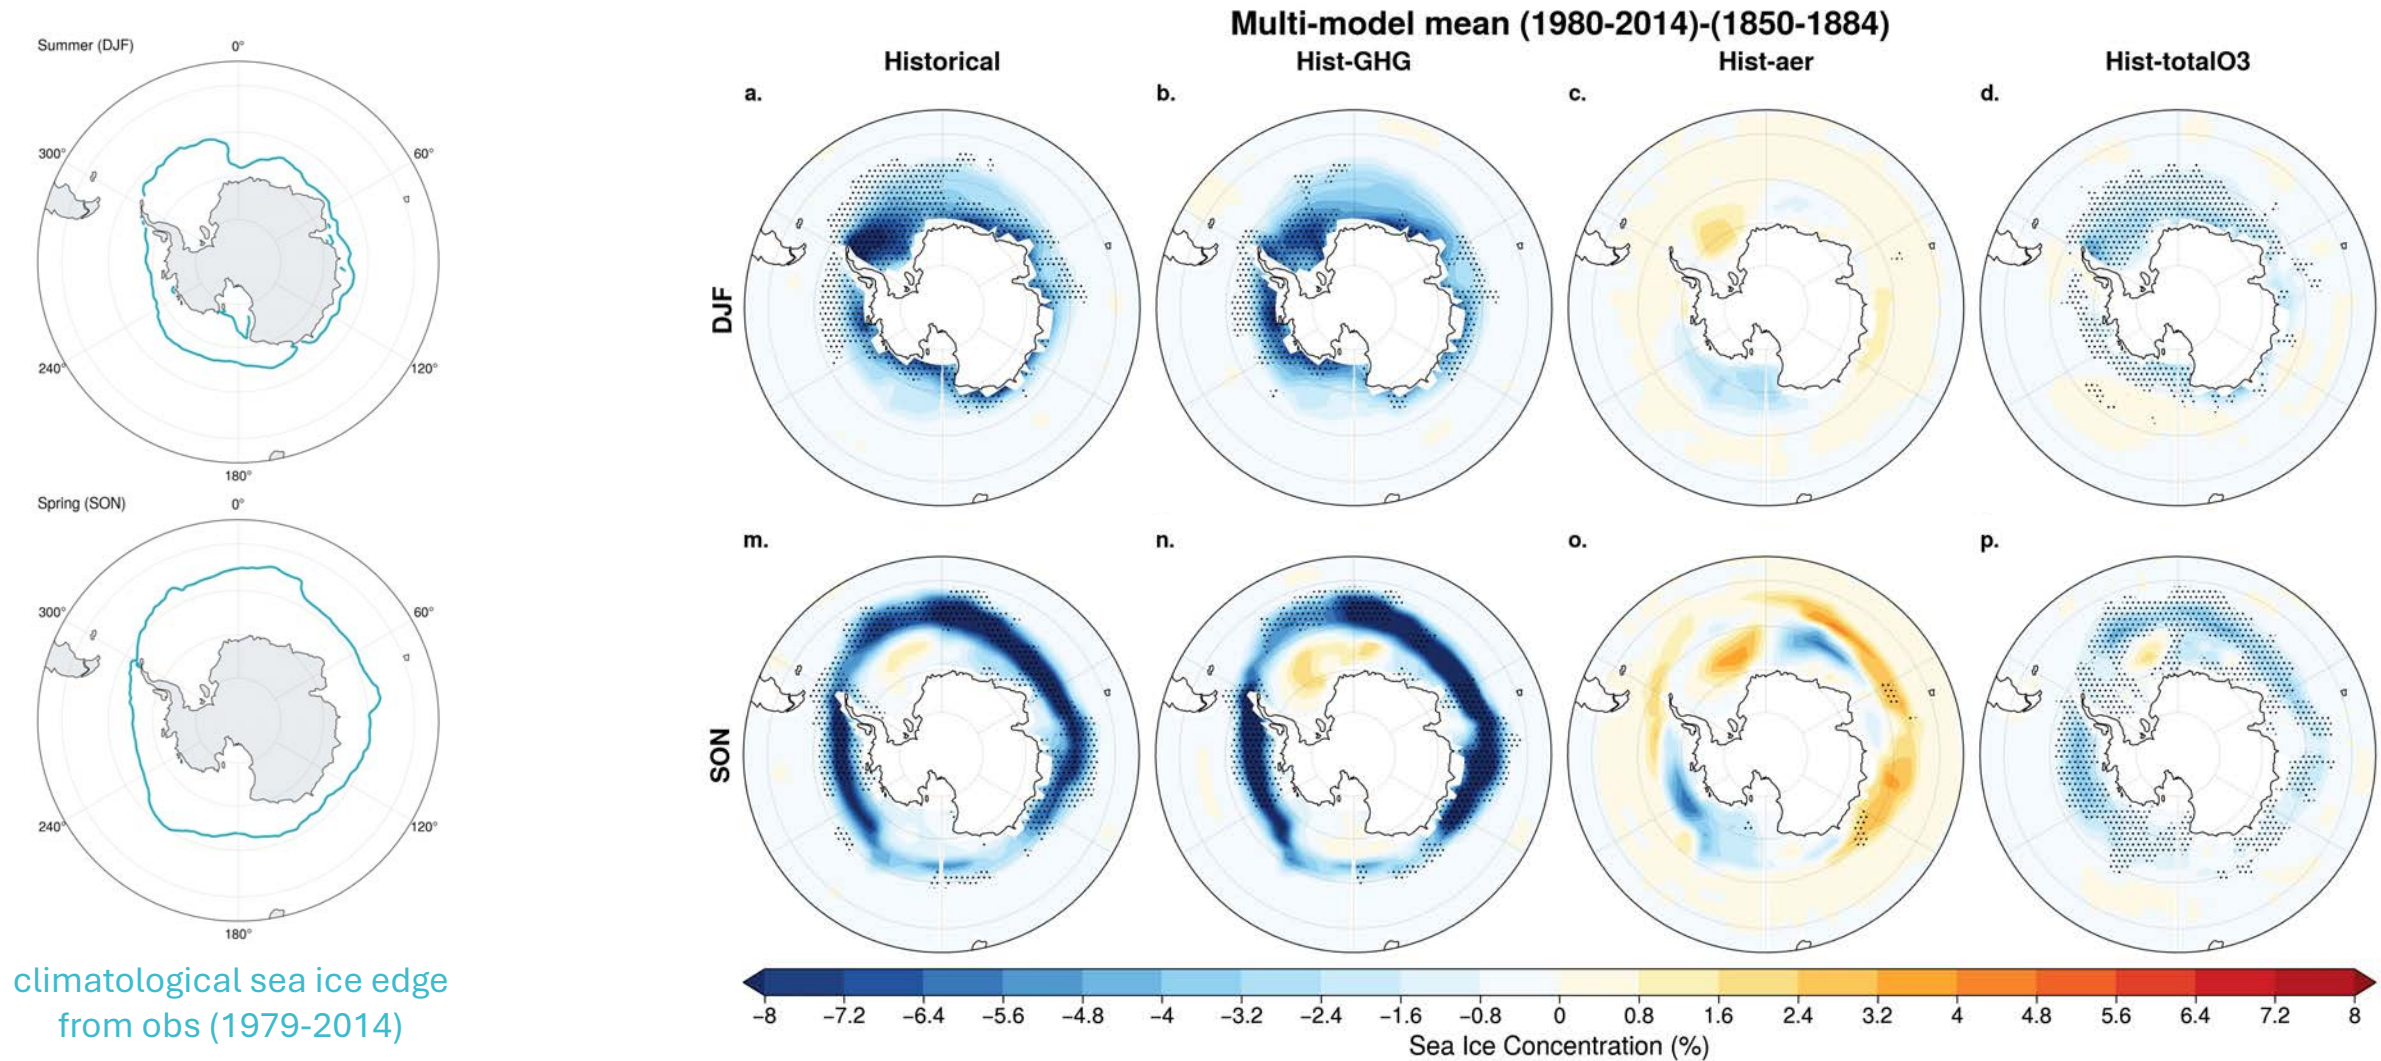 Multi-model mean (1980-2014)-(1850-1884)
Historical
Hist-GHG
Hist-aer
Hist-totalO3
Summer (DJF)
0°
60°
120°
180°
240°
300°
Spring (SON)
0°
60°
120°
180°
240°
300°
climatological sea ice edge
from obs (1979-2014)
DJF
a.
b.
c.
d.
SON
m.
n.
o.
p.
−8 −7.2 −6.4 −5.6 −4.8 −4 −3.2 −2.4 −1.6 −0.8 0 0.8 1.6 2.4 3.2 4 4.8 5.6 6.4 7.2 8
Sea Ice Concentration (%)